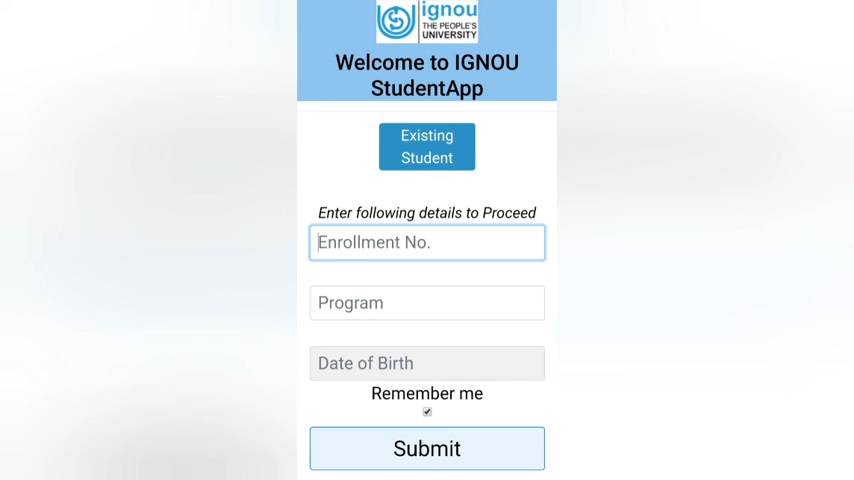 ignou
THE PEOPLE'S
UNIVERSITY
Welcome to IGNOU
StudentApp
Existing
Student
Enter following details to Proceed
Enrollment No.
Program
Date of Birth
Remember me
Submit